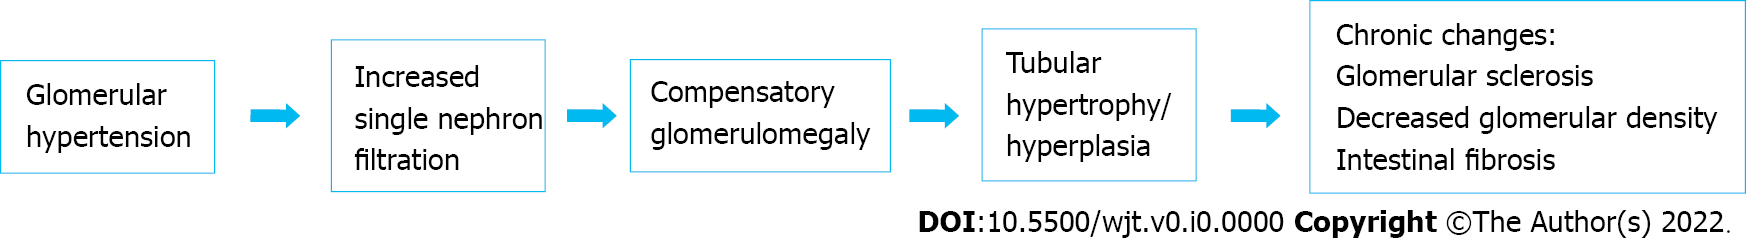 Glomerular
hypertension
Increased
single nephron
filtration
Compensatory
glomerulomegaly
Tubular
hypertrophy/
hyperplasia
Chronic changes:
Glomerular sclerosis
Decreased glomerular density
Intestinal fibrosis
DOI:10.5500/wjt.v0.i0.0000 Copyright ©The Author(s) 2022.